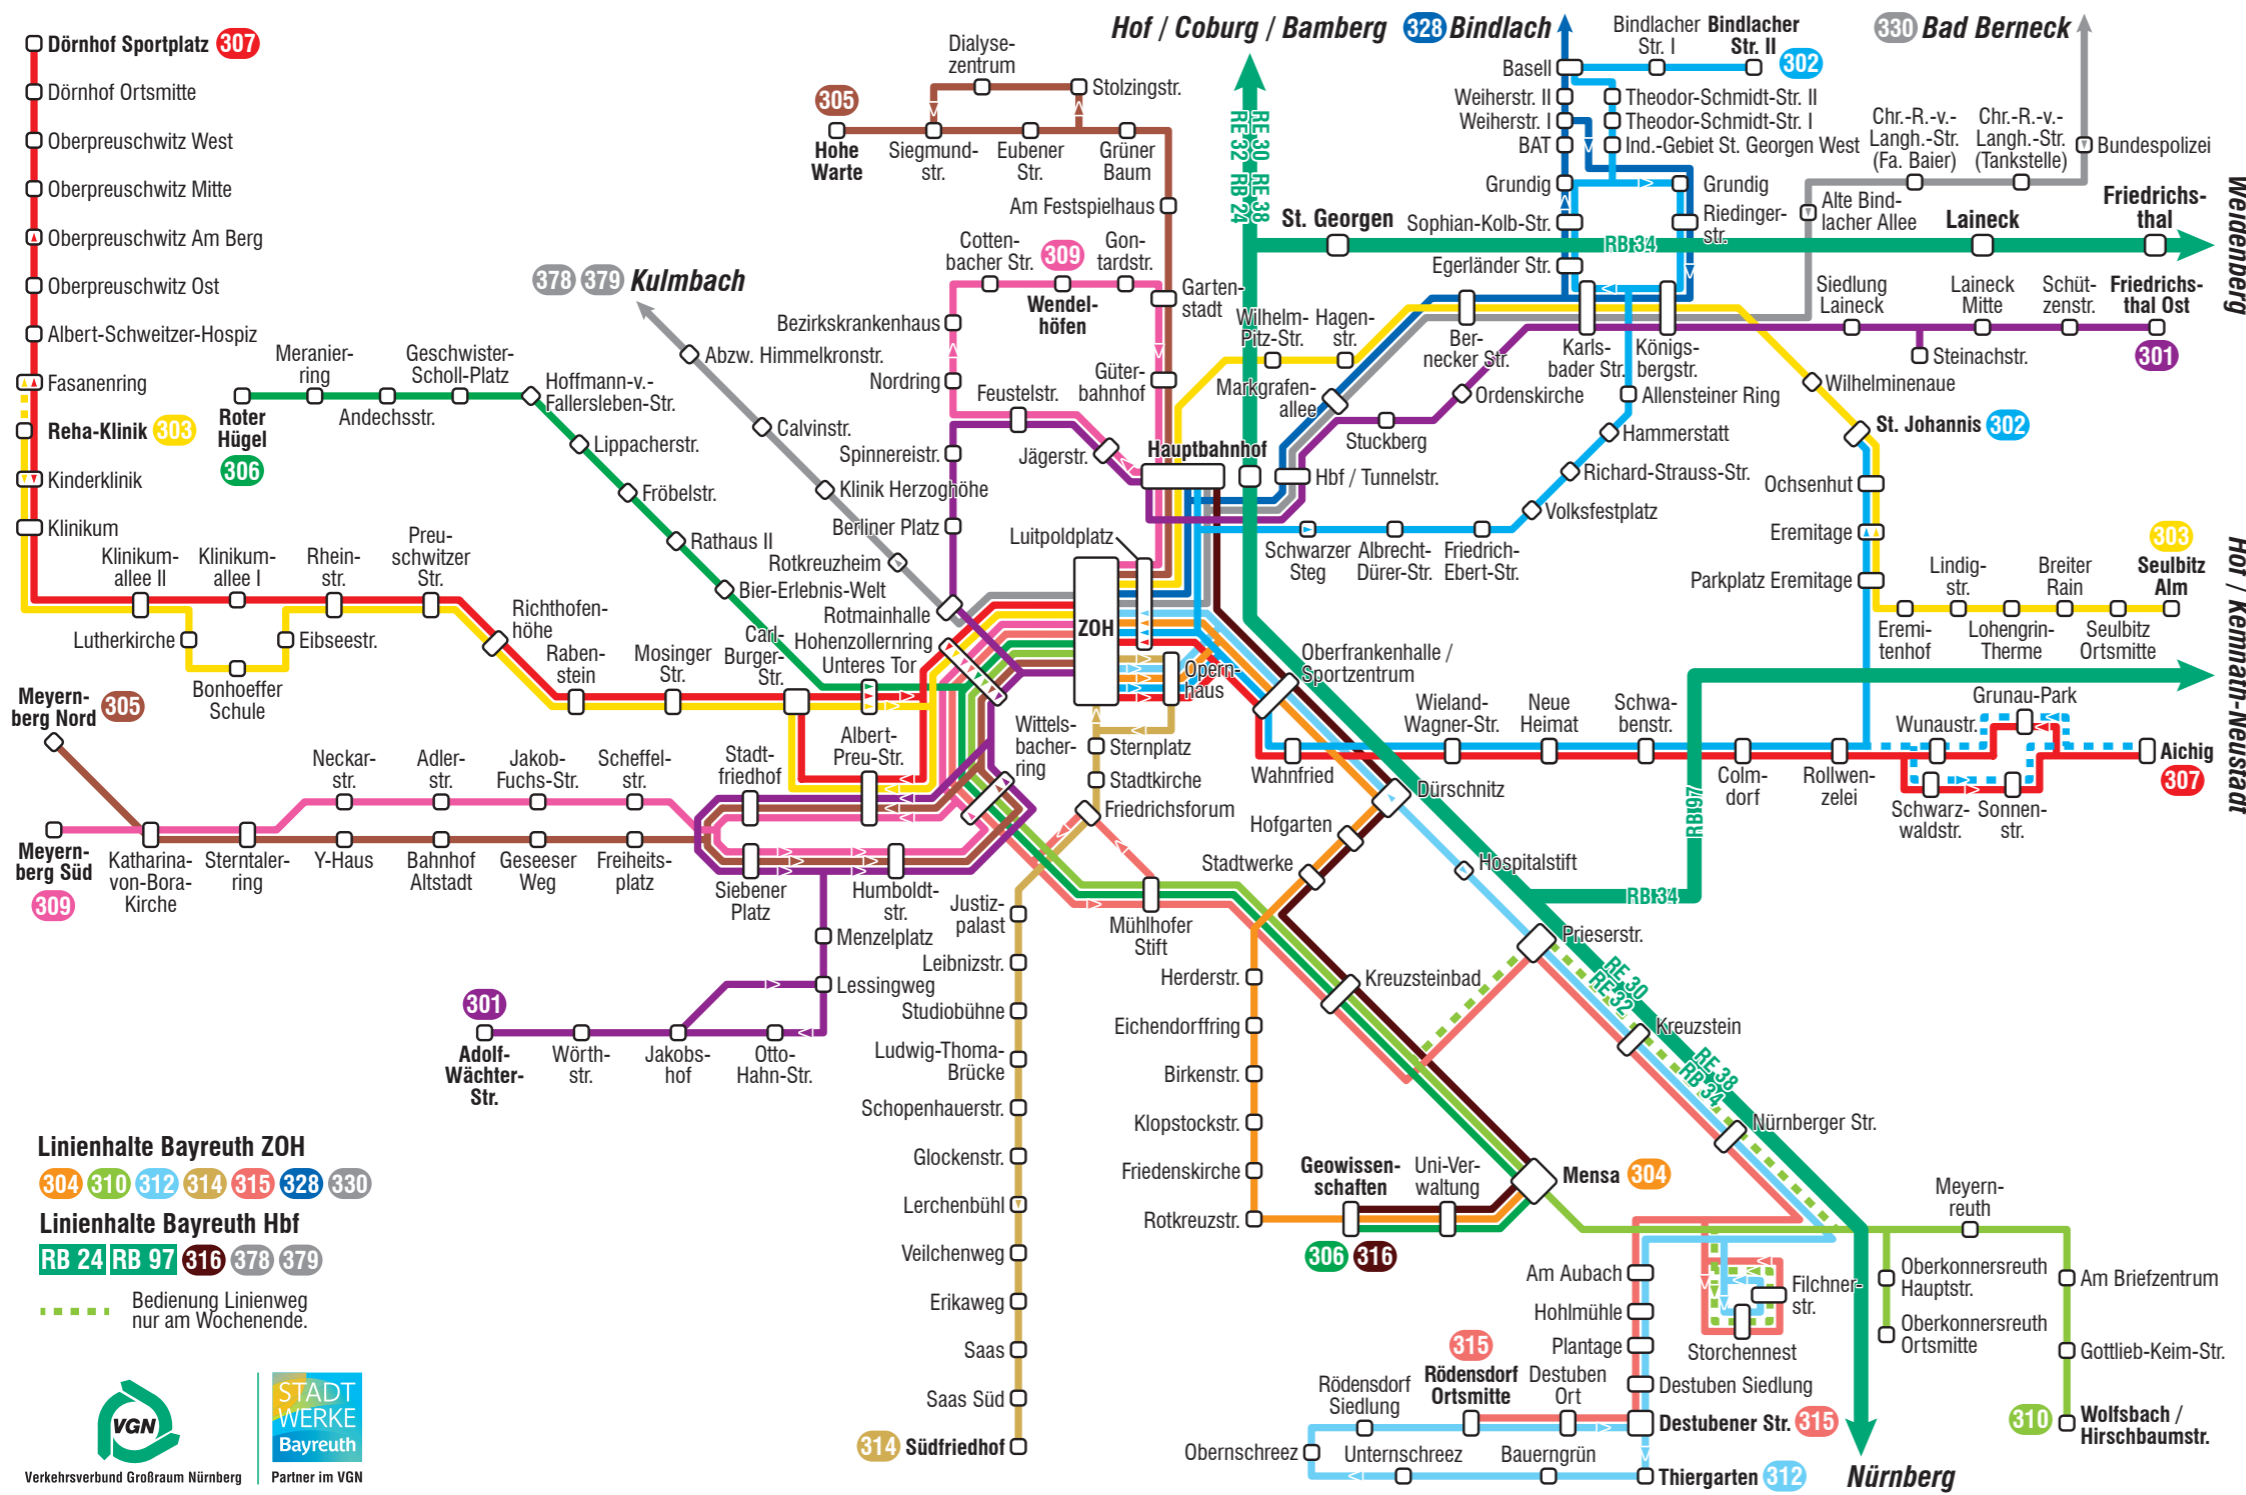 Hof / Coburg / Bamberg
328 Bindlach
330 Bad Berneck
Dörnhof Sportplatz 307
Dörnhof Ortsmitte
Oberpreuschwitz West
Oberpreuschwitz Mitte
Oberpreuschwitz Am Berg
Oberpreuschwitz Ost
Albert-Schweitzer-Hospiz
Fasanenring
Reha-Klinik 303
Kinderklinik
Klinikum
Klinikum-
allee II
Klinikum-
allee I
Rhein-
str.
Preu-
schwitzer
Str.
Lutherkirche
Bonhoeffer
Schule
Eibseestr.
Richthofen-
höhe
Raben-
stein
Mosinger
Str.
Carl-
Burger-
Str.
Hohenzollernring
Unteres Tor
Albert-
Preu-Str.
Roter
Hügel
306
Meranier-
ring
Andechsstr.
Geschwister-
Scholl-Platz
Hoffmann-v.-
Fallersleben-Str.
Lippacherstr.
Fröbelstr.
Rathaus II
Bier-Erlebnis-Welt
378 379 Kulmbach
Abzw. Himmelkronstr.
Calvinstr.
Klinik Herzoghöhe
Rotkreuzheim
Rotmainhalle
305
Hohe
Warte
Siegmund-
str.
Dialyse-
zentrum
Eubener
Str.
Stolzingstr.
Grüner
Baum
Am Festspielhaus
Cotten-
bacher Str.
309
Wendel-
höfen
Gon-
tardstr.
Garten-
stadt
Bezirkskrankenhaus
Nordring
Feustelstr.
Güter-
bahnhof
Jägerstr.
Spinnereistr.
Berliner Platz
Hauptbahnhof
Luitpoldplatz
ZOH
Opern-
haus
RE 30 RE 38
RE 32 RB 24
St. Georgen
RB 34
Laineck
Friedrichs-
thal
Weidenberg
Basell
Bindlacher
Str. I
Bindlacher
Str. II
302
Weiherstr. II
Weiherstr. I
BAT
Grundig
Sophian-Kolb-Str.
Egerländer Str.
Theodor-Schmidt-Str. II
Theodor-Schmidt-Str. I
Ind.-Gebiet St. Georgen West
Grundig
Riedinger-
str.
Chr.-R.-v.-
Langh.-Str.
(Fa. Baier)
Chr.-R.-v.-
Langh.-Str.
(Tankstelle)
Bundespolizei
Alte Bind-
lacher Allee
Siedlung
Laineck
Laineck
Mitte
Schüt-
zenstr.
Friedrichs-
thal Ost
301
Steinachstr.
Wilhelm-
Pitz-Str.
Hagen-
str.
Ber-
necker Str.
Karls-
bader Str.
Königs-
bergstr.
Markgrafen-
allee
Ordenskirche
Stuckberg
Hbf / Tunnelstr.
Allensteiner Ring
Hammerstatt
Richard-Strauss-Str.
Volksfestplatz
Schwarzer
Steg
Albrecht-
Dürer-Str.
Friedrich-
Ebert-Str.
Wilhelminenaue
St. Johannis 302
Ochsenhut
Eremitage
Parkplatz Eremitage
303
Seulbitz
Alm
Eremi-
tenhof
Lindig-
str.
Lohengrin-
Therme
Breiter
Rain
Seulbitz
Ortsmitte
Hof / Kemnath-Neustadt
Oberfrankenhalle /
Sportzentrum
Wahnfried
Wieland-
Wagner-Str.
Neue
Heimat
Schwa-
benstr.
Colm-
dorf
Rollwen-
zelei
Wunaustr.
Grunau-Park
Schwarz-
waldstr.
Sonnen-
str.
Aichig
307
RB97
RB 34
Meyern-
berg Nord 305
Meyern-
berg Süd
309
Katharina-
von-Bora-
Kirche
Sterntaler-
ring
Neckar-
str.
Adler-
str.
Jakob-
Fuchs-Str.
Scheffel-
str.
Y-Haus
Bahnhof
Altstadt
Geseeser
Weg
Freiheits-
platz
Stadt-
friedhof
Siebener
Platz
Humboldt-
str.
Wittels-
bacher-
ring
Menzelplatz
Lessingweg
301
Adolf-
Wächter-
Str.
Wörth-
str.
Jakobs-
hof
Otto-
Hahn-Str.
Sternplatz
Stadtkirche
Friedrichsforum
Justiz-
palast
Leibnizstr.
Studiobühne
Ludwig-Thoma-
Brücke
Schopenhauerstr.
Glockenstr.
Lerchenbühl
Veilchenweg
Erikaweg
Saas
Saas Süd
314 Südfriedhof
Mühlhofer
Stift
Dürschnitz
Hofgarten
Stadtwerke
Hospitalstift
Prieserstr.
Kreuzsteinbad
Herderstr.
Eichendorffring
Birkenstr.
Klopstockstr.
Friedenskirche
Rotkreuzstr.
Geowissen-
schaften
306 316
Uni-Ver-
waltung
Mensa 304
RE 30
RE 32
Kreuzstein
RE 38
RB 34
Nürnberger Str.
Meyern-
reuth
Oberkonnersreuth
Hauptstr.
Oberkonnersreuth
Ortsmitte
Am Briefzentrum
Gottlieb-Keim-Str.
310 Wolfsbach /
Hirschbaumstr.
Am Aubach
Hohlmühle
Plantage
Filchner-
str.
Storchennest
Destuben Siedlung
Destubener Str. 315
315
Rödensdorf
Ortsmitte
Destuben
Ort
Rödensdorf
Siedlung
Obernschreez
Unternschreez
Bauerngrün
Thiergarten 312
Nürnberg
Linienhalte Bayreuth ZOH
304 310 312 314 315 328 330
Linienhalte Bayreuth Hbf
RB 24 RB 97 316 378 379
Bedienung Linienweg
nur am Wochenende.
VGN
Verkehrsverbund Großraum Nürnberg
STADT
WERKE
Bayreuth
Partner im VGN